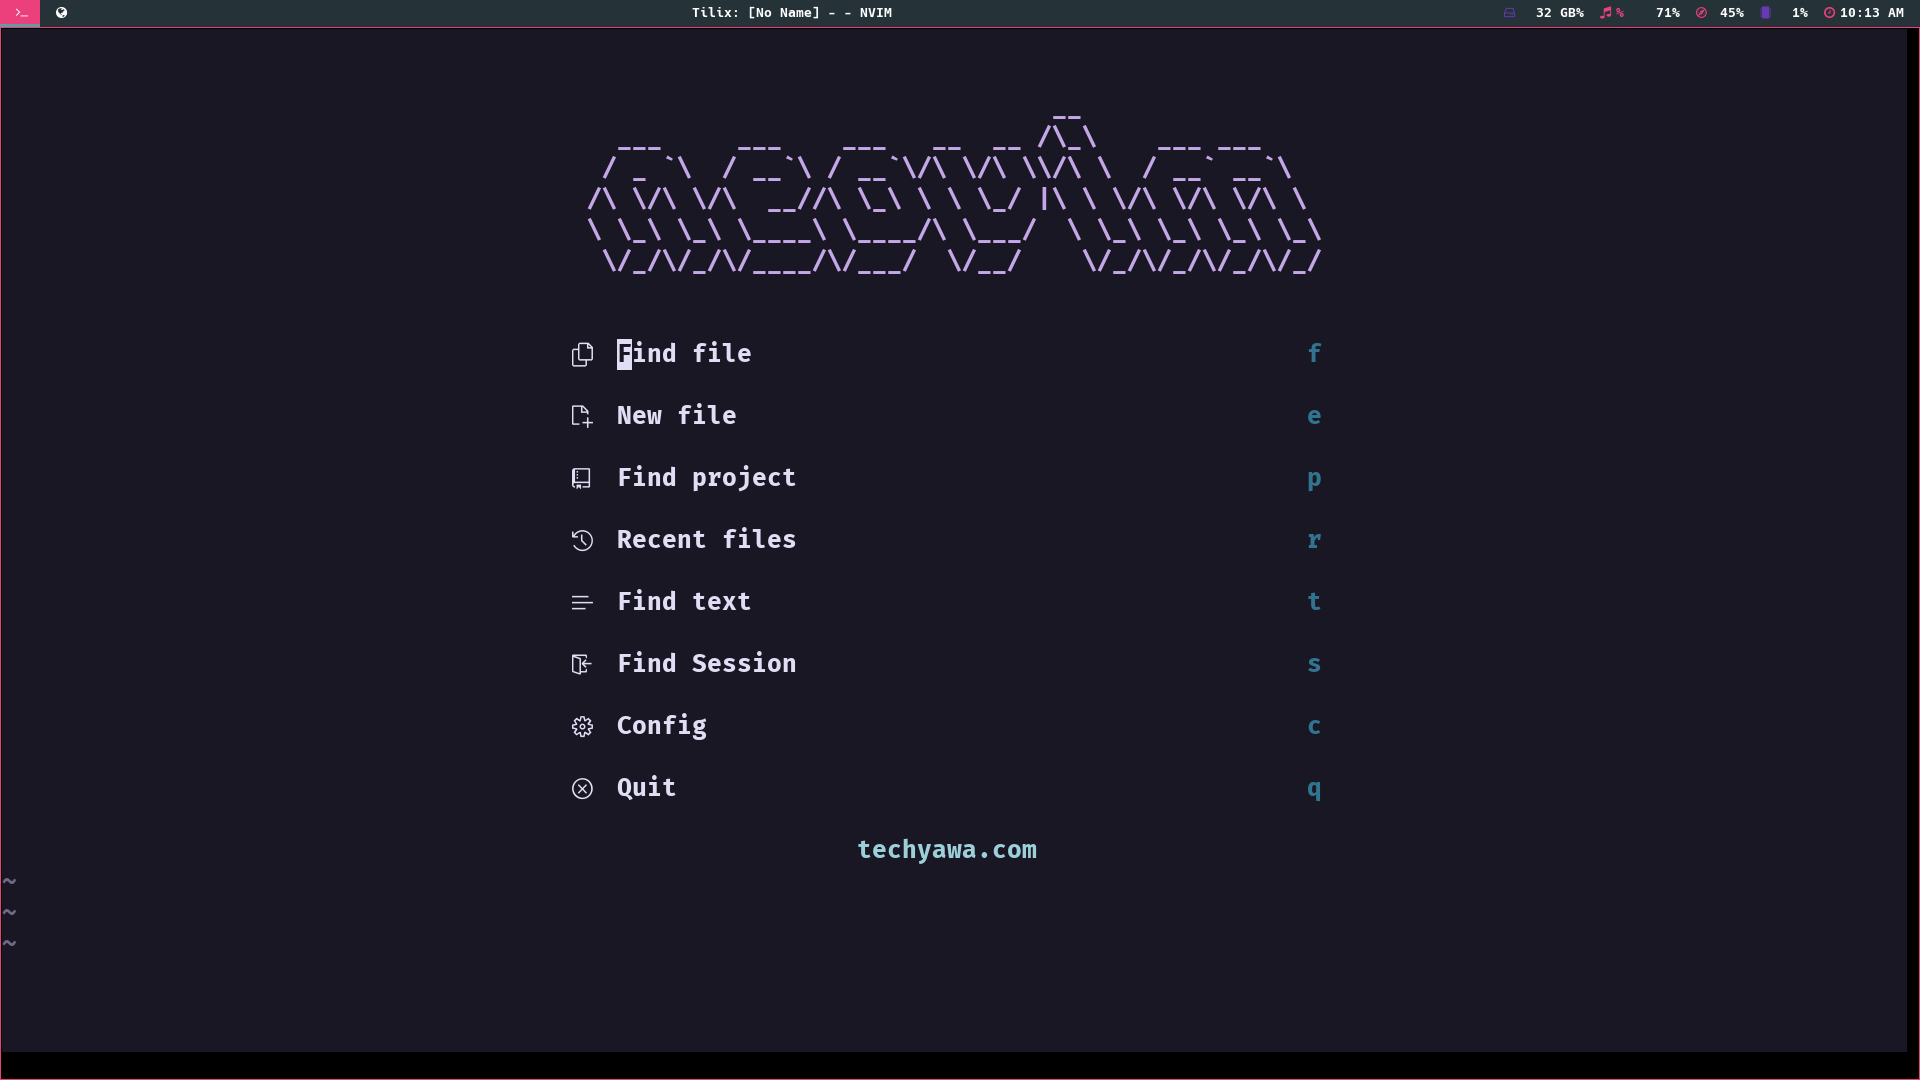 Tilix: [No Name] - - NVIM 32 GB% % 71% 45% 1% 10:13 AM
neovim
Find file f
New file e
Find project p
Recent files r
Find text t
Find Session s
Config c
Quit q
techyawa.com
~
~
~